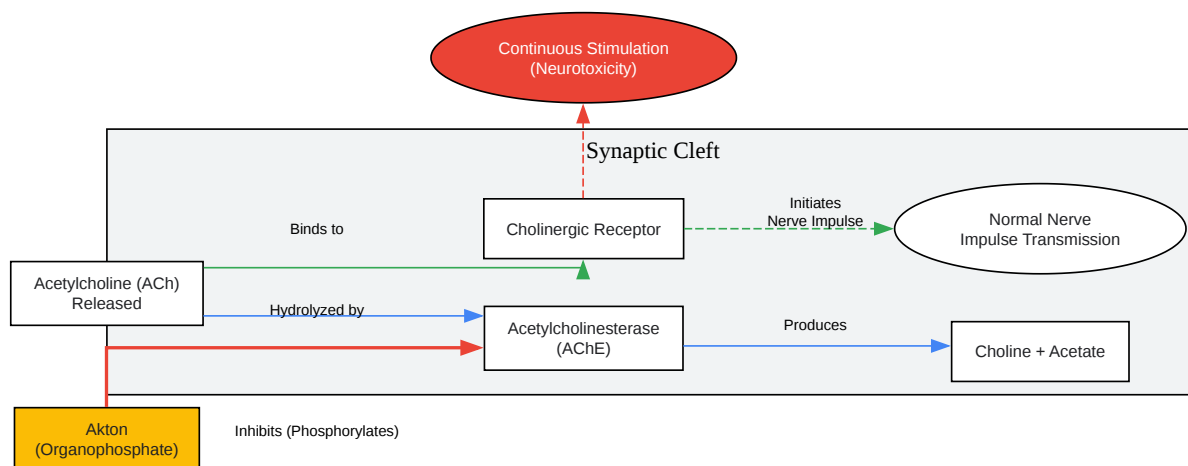 Continuous Stimulation
(Neurotoxicity)
Synaptic Cleft
Cholinergic Receptor
Initiates
Nerve Impulse
Normal Nerve
Impulse Transmission
Binds to
Acetylcholine (ACh)
Released
Hydrolyzed by
Acetylcholinesterase
(AChE)
Produces
Choline + Acetate
Akton
(Organophosphate)
Inhibits (Phosphorylates)